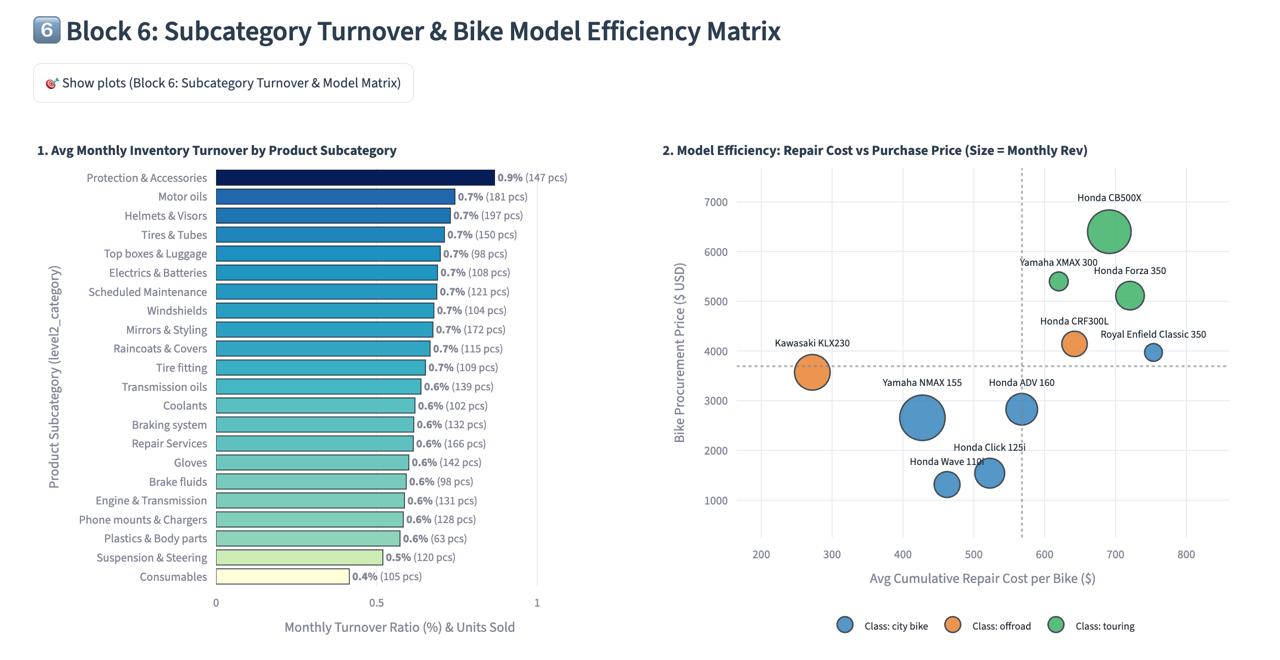 6 Block 6: Subcategory Turnover & Bike Model Efficiency Matrix
🎯 Show plots (Block 6: Subcategory Turnover & Model Matrix)
1. Avg Monthly Inventory Turnover by Product Subcategory
Product Subcategory (level2_category)
Protection & Accessories 0.9% (147 pcs)
Motor oils 0.7% (181 pcs)
Helmets & Visors 0.7% (197 pcs)
Tires & Tubes 0.7% (150 pcs)
Top boxes & Luggage 0.7% (98 pcs)
Electrics & Batteries 0.7% (108 pcs)
Scheduled Maintenance 0.7% (121 pcs)
Windshields 0.7% (104 pcs)
Mirrors & Styling 0.7% (172 pcs)
Raincoats & Covers 0.7% (115 pcs)
Tire fitting 0.7% (109 pcs)
Transmission oils 0.6% (139 pcs)
Coolants 0.6% (102 pcs)
Braking system 0.6% (132 pcs)
Repair Services 0.6% (166 pcs)
Gloves 0.6% (142 pcs)
Brake fluids 0.6% (98 pcs)
Engine & Transmission 0.6% (131 pcs)
Phone mounts & Chargers 0.6% (128 pcs)
Plastics & Body parts 0.6% (63 pcs)
Suspension & Steering 0.5% (120 pcs)
Consumables 0.4% (105 pcs)
0 0.5 1
Monthly Turnover Ratio (%) & Units Sold
2. Model Efficiency: Repair Cost vs Purchase Price (Size = Monthly Rev)
Bike Procurement Price ($ USD)
7000
6000
5000
4000
3000
2000
1000
Honda CB500X
Yamaha XMAX 300
Honda Forza 350
Honda CRF300L
Royal Enfield Classic 350
Kawasaki KLX230
Yamaha NMAX 155
Honda ADV 160
Honda Click 125i
Honda Wave 110i
200 300 400 500 600 700 800
Avg Cumulative Repair Cost per Bike ($)
Class: city bike Class: offroad Class: touring